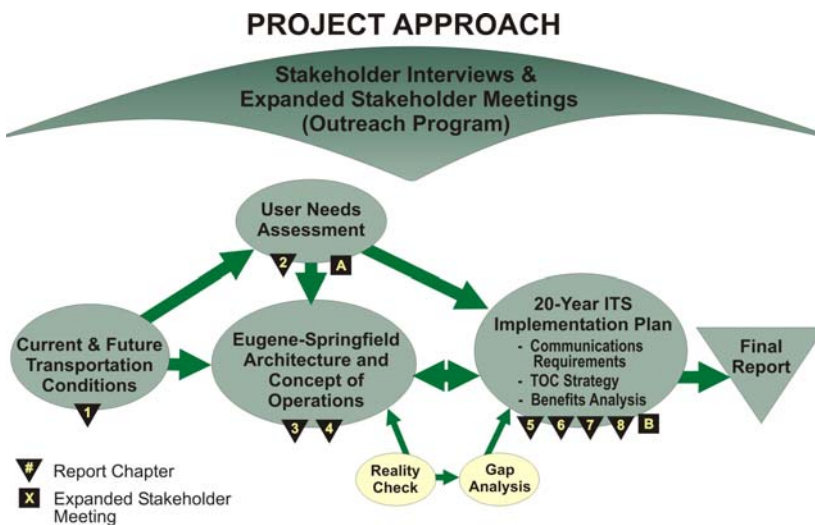 PROJECT APPROACH
Stakeholder Interviews &
Expanded Stakeholder Meetings
(Outreach Program)
User Needs
Assessment
2
A
Current & Future
Transportation
Conditions
1
Eugene-Springfield
Architecture and
Concept of
Operations
3 4
20-Year ITS
Implementation Plan
- Communications
Requirements
- TOC Strategy
- Benefits Analysis
5 6 7 8 B
Final
Report
Reality
Check
Gap
Analysis
# Report Chapter
X Expanded Stakeholder
Meeting